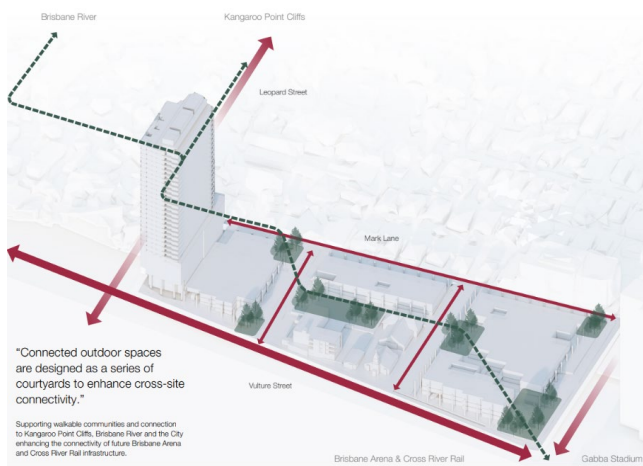 Brisbane River
Kangaroo Point Cliffs
Leopard Street
Mark Lane
“Connected outdoor spaces
are designed as a series of
courtyards to enhance cross-site
connectivity.”
Vulture Street
Supporting walkable communities and connection
to Kangaroo Point Cliffs, Brisbane River and the City
enhancing the connectivity of future Brisbane Arena
and Cross River Rail infrastructure.
Brisbane Arena & Cross River Rail
Gabba Stadium